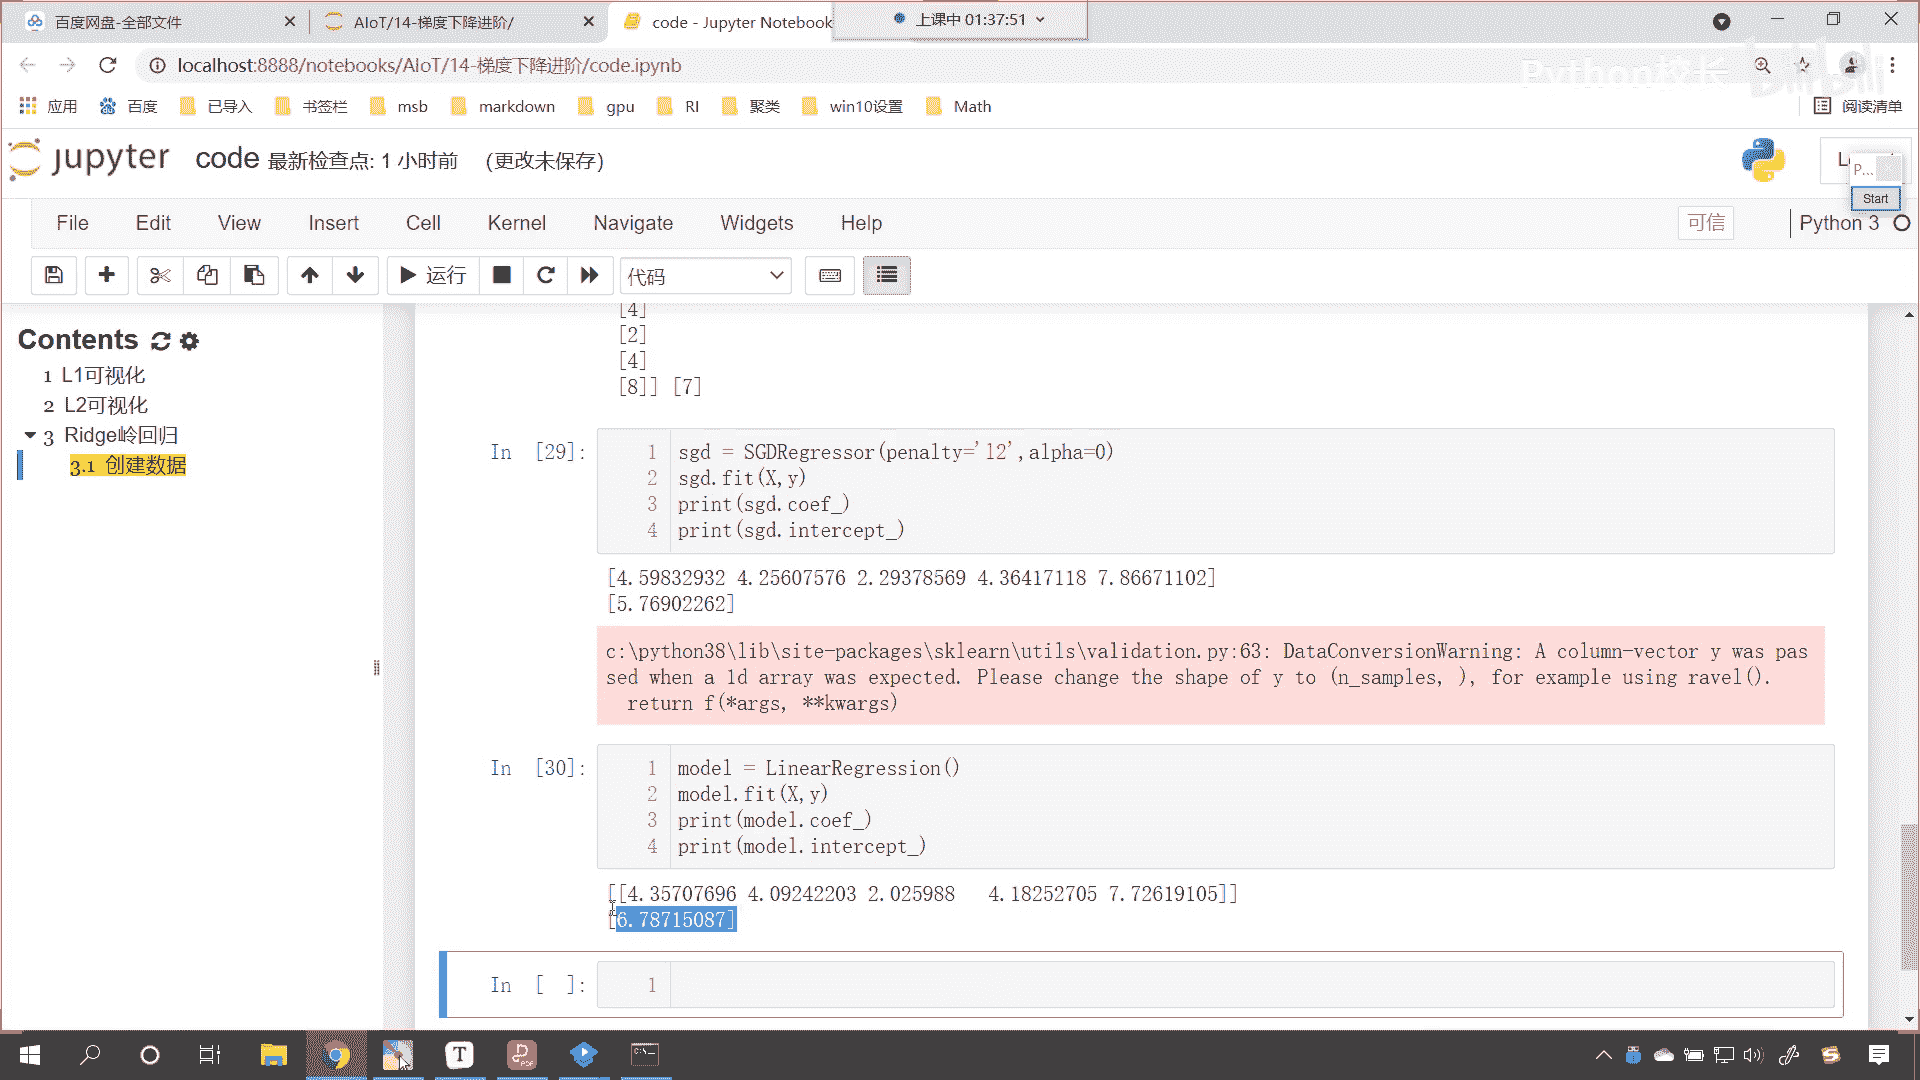 百度网盘-全部文件
AIoT/14-梯度下降进阶/
code - Jupyter Notebook
上课中 01:37:51
localhost:8888/notebooks/AIoT/14-梯度下降进阶/code.ipynb
Python校长
bilibili
应用 百度 已导入 书签栏 msb markdown gpu RI 聚类 win10设置 Math 阅读清单
jupyter code 最新检查点: 1 小时前 (更改未保存)
P...
Start
File Edit View Insert Cell Kernel Navigate Widgets Help 可信 Python 3
运行 代码
Contents
1 L1可视化
2 L2可视化
3 Ridge岭回归
3.1 创建数据
[4]
[2]
[4]
[8]] [7]
In [29]:
1 sgd = SGDRegressor(penalty='l2',alpha=0)
2 sgd.fit(X,y)
3 print(sgd.coef_)
4 print(sgd.intercept_)
[4.59832932 4.25607576 2.29378569 4.36417118 7.86671102]
[5.76902262]
c:\python38\lib\site-packages\sklearn\utils\validation.py:63: DataConversionWarning: A column-vector y was pas
sed when a 1d array was expected. Please change the shape of y to (n_samples, ), for example using ravel().
return f(*args, **kwargs)
In [30]:
1 model = LinearRegression()
2 model.fit(X,y)
3 print(model.coef_)
4 print(model.intercept_)
[[4.35707696 4.09242203 2.025988 4.18252705 7.72619105]]
[6.78715087]
In [ ]:
1